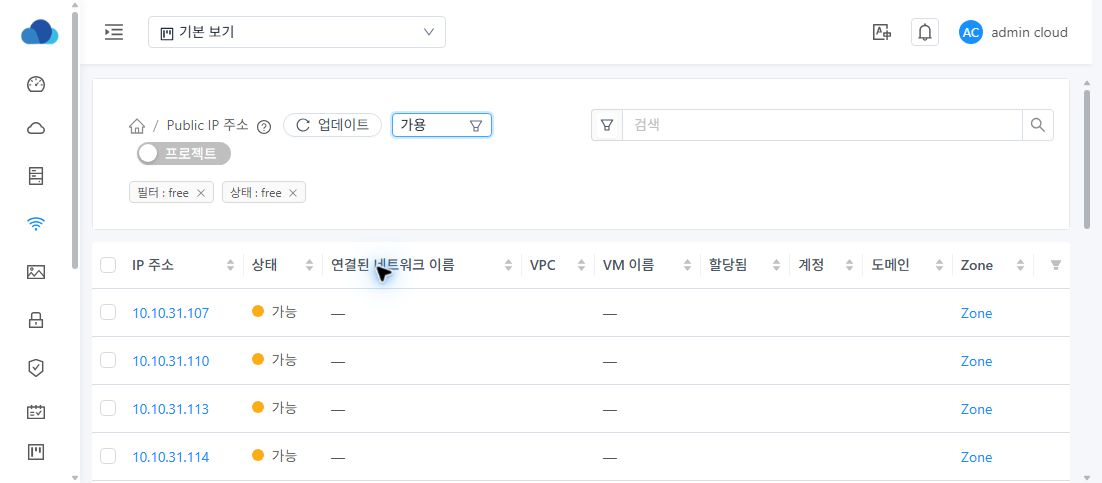 기본 보기
AC admin cloud
/ Public IP 주소 업데이트 가용
검색
프로젝트
필터 : free 상태 : free
IP 주소 상태 연결된 네트워크 이름 VPC VM 이름 할당됨 계정 도메인 Zone
10.10.31.107 가능 — — Zone
10.10.31.110 가능 — — Zone
10.10.31.113 가능 — — Zone
10.10.31.114 가능 — — Zone